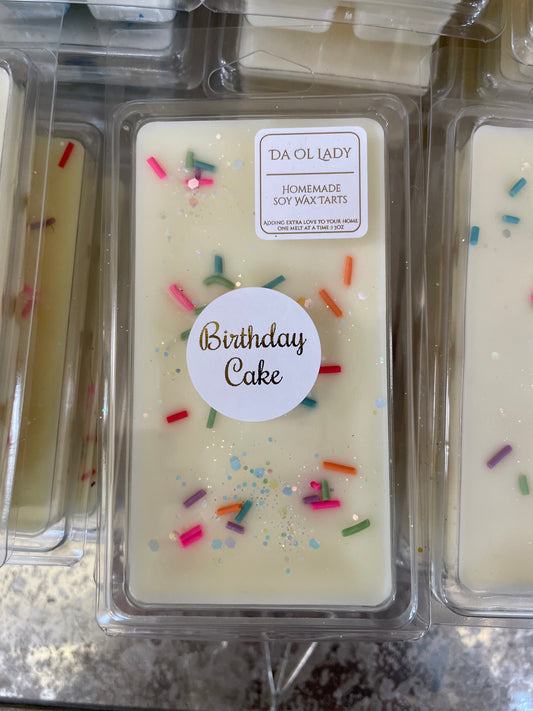 Da Ol Lady
Homemade
Soy Wax Tarts
Adding extra love to your home
one melt at a time | 3oz
Birthday
Cake